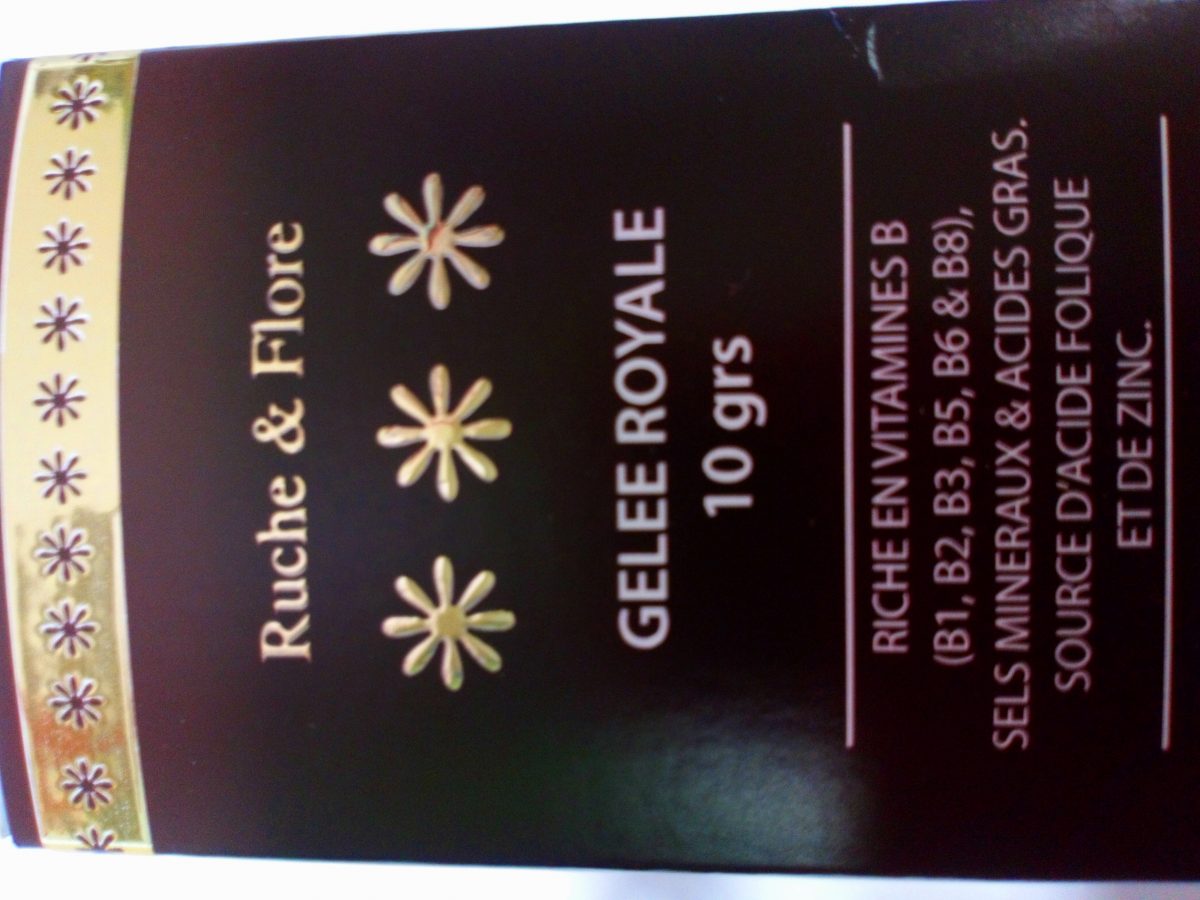 Ruche & Flore
GELEE ROYALE
10 grs
RICHE EN VITAMINES B
(B1, B2, B3, B5, B6 & B8),
SELS MINERAUX & ACIDES GRAS.
SOURCE D'ACIDE FOLIQUE
ET DE ZINC.